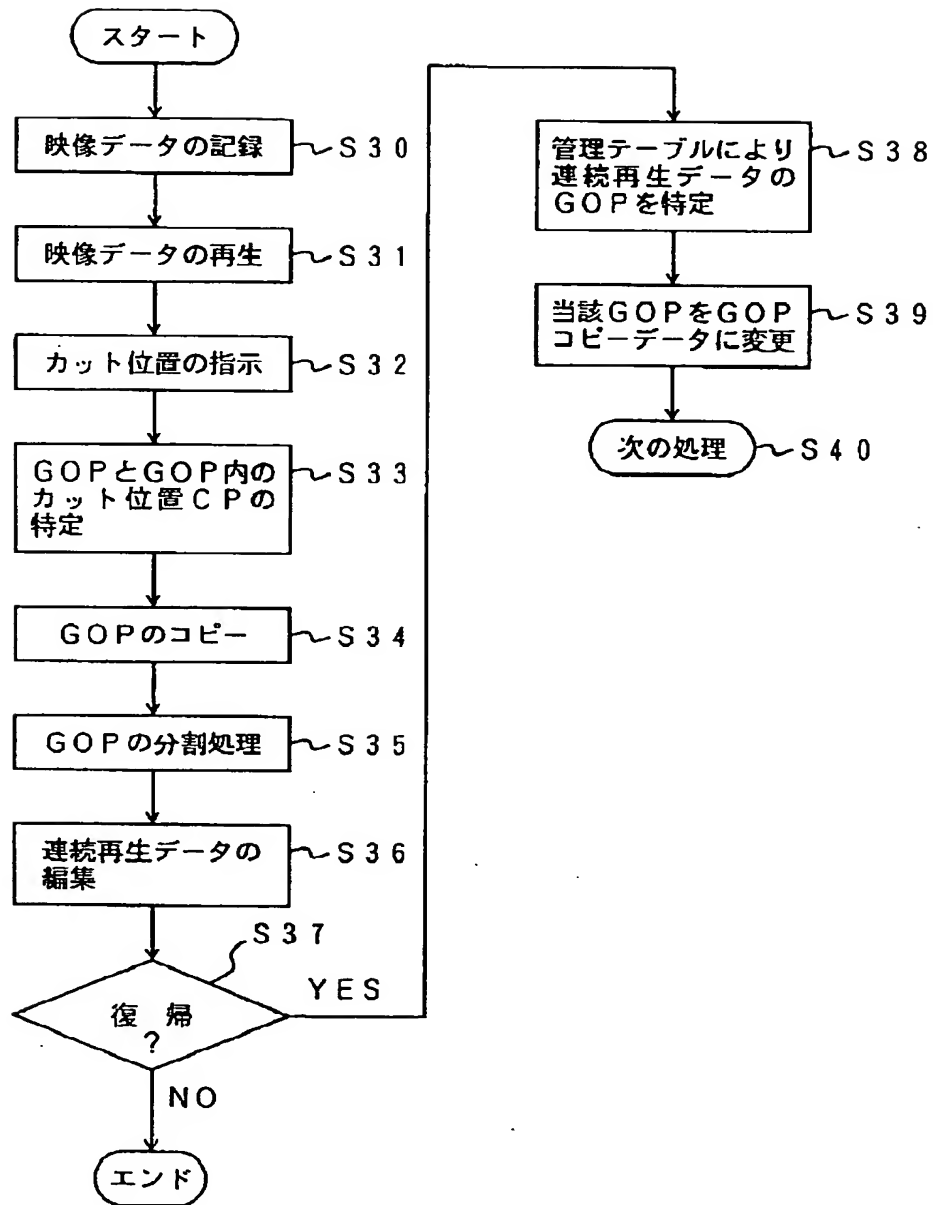 スタート
映像データの記録
S30
映像データの再生
S31
カット位置の指示
S32
GOPとGOP内の
カット位置CPの
特定
S33
GOPのコピー
S34
GOPの分割処理
S35
連続再生データの
編集
S36
S37
復帰
?
YES
NO
エンド
管理テーブルにより
連続再生データの
GOPを特定
S38
当該GOPをGOP
コピーデータに変更
S39
次の処理
S40